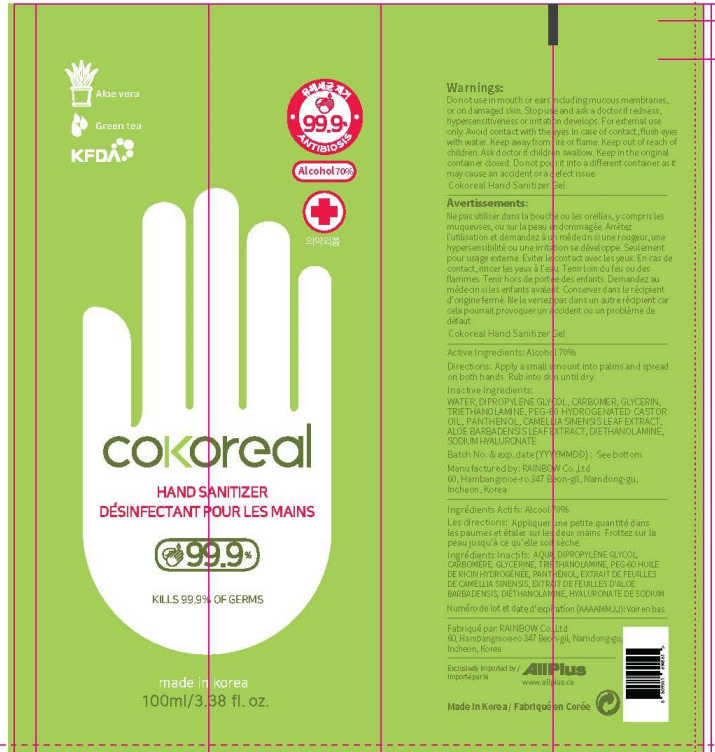 Aloe vera
Green tea
KFDA
유해세균 제거
99.9%
ANTIBIOSIS
Alcohol 70%
의약외품
cokoreal
HAND SANITIZER
DÉSINFECTANT POUR LES MAINS
99.9%
KILLS 99.9% OF GERMS
made in korea
100ml/3.38 fl. oz.
Warnings:
Do not use in mouth or ears including mucous membranes,
or on damaged skin. Stop use and ask a doctor if redness,
hypersensitiveness or irritation develops. For external use
only. Avoid contact with the eyes. In case of contact, flush eyes
with water. Keep away from fire or flame. Keep out of reach of
children. Ask doctor if children swallow. Keep in the original
container closed. Do not pour it into a different container as it
may cause an accident or a defect issue.
Cokoreal Hand Sanitizer Gel
Avertissements:
Ne pas utiliser dans la bouche ou les oreilles, y compris les
muqueuses, ou sur la peau endommagée. Arrêtez
l'utilisation et demandez à un médecin si une rougeur, une
hypersensibilité ou une irritation se développe. Seulement
pour usage externe. Eviter le contact avec les yeux. En cas de
contact, rincer les yeux à l'eau. Tenir loin du feu ou des
flammes. Tenir hors de portée des enfants. Demandez au
médecin si les enfants avalent. Conserver dans le récipient
d'origine fermé. Ne le versez pas dans un autre récipient car
cela pourrait provoquer un accident ou un problème de
défaut.
Cokoreal Hand Sanitizer Gel
Active Ingredients: Alcohol 70%
Directions: Apply a small amount into palms and spread
on both hands. Rub into skin until dry.
Inactive Ingredients:
WATER, DIPROPYLENE GLYCOL, CARBOMER, GLYCERIN,
TRIETHANOLAMINE, PEG-60 HYDROGENATED CASTOR
OIL, PANTHENOL, CAMELLIA SINENSIS LEAF EXTRACT,
ALOE BARBADENSIS LEAF EXTRACT, DIETHANOLAMINE,
SODIUM HYALURONATE
Batch No. & exp. date (YYYYMMDD) : See bottom.
Manufactured by: RAINBOW Co.,Ltd
60, Hambangmoe-ro 347 Beon-gil, Namdong-gu,
Incheon, Korea
Ingrédients Actifs: Alcool 70%
Les directions: Appliquer une petite quantité dans
les paumes et étaler sur les deux mains. Frottez sur la
peau jusqu'à ce qu'elle soit sèche.
Ingrédients Inactifs: AQUA, DIPROPYLÈNE GLYCOL,
CARBOMÈRE, GLYCÉRINE, TRIÉTHANOLAMINE, PEG-60 HUILE
DE RICIN HYDROGÉNÉE, PANTHÉNOL, EXTRAIT DE FEUILLES
DE CAMELLIA SINENSIS, EXTRAIT DE FEUILLES D'ALOE
BARBADENSIS, DIÉTHANOLAMINE, HYALURONATE DE SODIUM
Numéro de lot et date d'expiration (AAAAMMJJ): Voir en bas.
Fabriqué par: RAINBOW Co.,Ltd
60, Hambangmoe-ro 347 Beon-gil, Namdong-gu,
Incheon, Korea
Exclusively Imported by /
Importé par la
AllPlus
www.allplus.ca
Made in Korea / Fabriqué en Corée